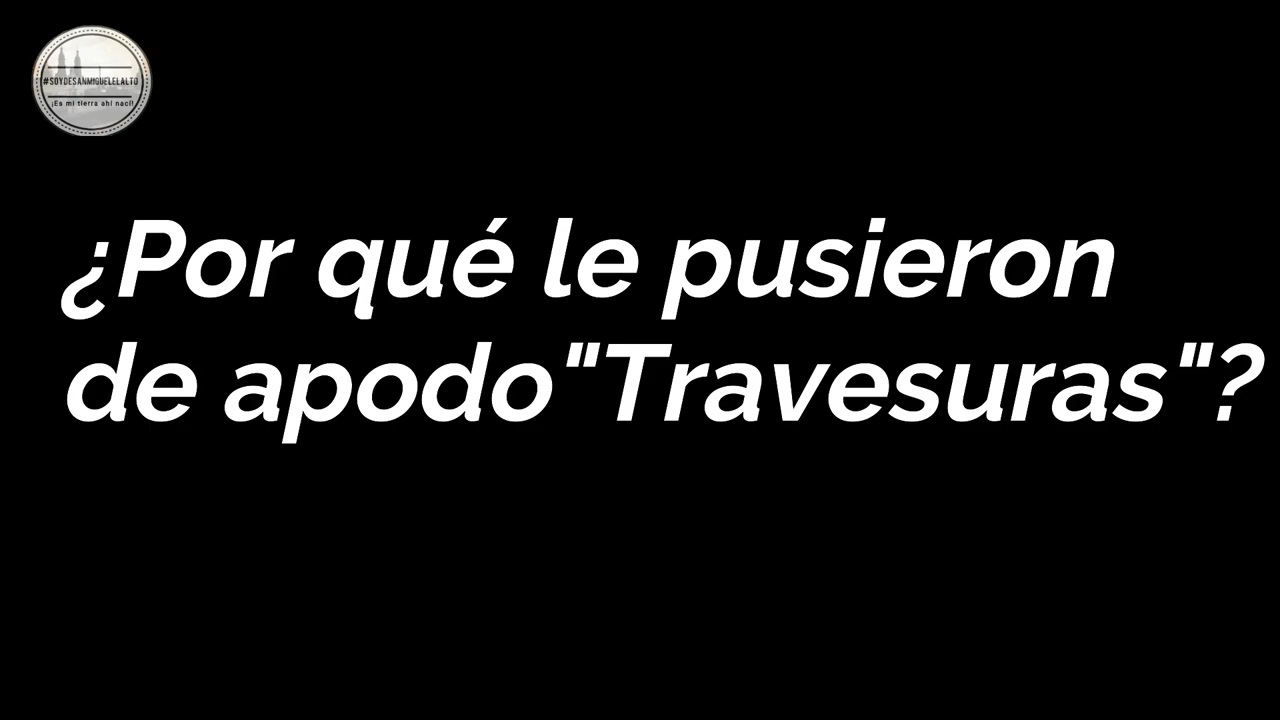 #SOYDESANMIGUELELALTO
¡Es mi tierra ahí nací!
¿Por qué le pusieron
de apodo"Travesuras"?